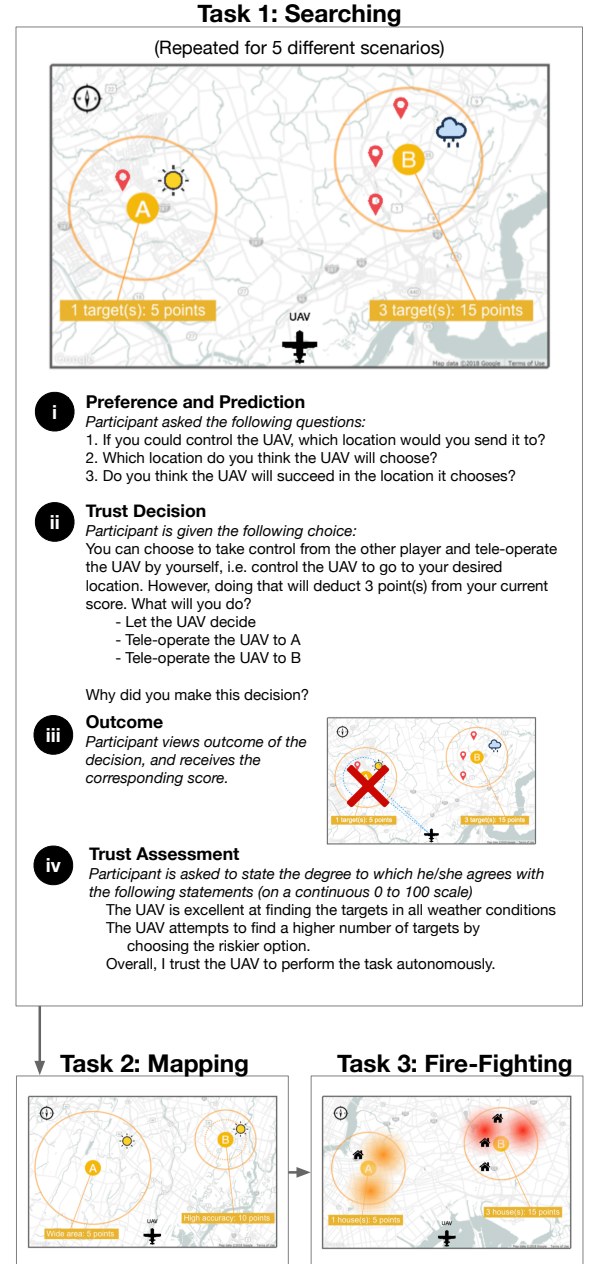 Task 1: Searching
(Repeated for 5 different scenarios)
A
B
1 target(s): 5 points
3 target(s): 15 points
UAV
Google
Map data ©2018 Google
Terms of Use
i
Preference and Prediction
Participant asked the following questions:
1. If you could control the UAV, which location would you send it to?
2. Which location do you think the UAV will choose?
3. Do you think the UAV will succeed in the location it chooses?
ii
Trust Decision
Participant is given the following choice:
You can choose to take control from the other player and tele-operate
the UAV by yourself, i.e. control the UAV to go to your desired
location. However, doing that will deduct 3 point(s) from your current
score. What will you do?
- Let the UAV decide
- Tele-operate the UAV to A
- Tele-operate the UAV to B
Why did you make this decision?
iii
Outcome
Participant views outcome of the
decision, and receives the
corresponding score.
B
1 target(s): 5 points
3 target(s): 15 points
iv
Trust Assessment
Participant is asked to state the degree to which he/she agrees with
the following statements (on a continuous 0 to 100 scale)
The UAV is excellent at finding the targets in all weather conditions
The UAV attempts to find a higher number of targets by
choosing the riskier option.
Overall, I trust the UAV to perform the task autonomously.
Task 2: Mapping
A
B
Wide area: 5 points
High accuracy: 10 points
UAV
Task 3: Fire-Fighting
A
B
1 house(s): 5 points
3 house(s): 15 points
UAV